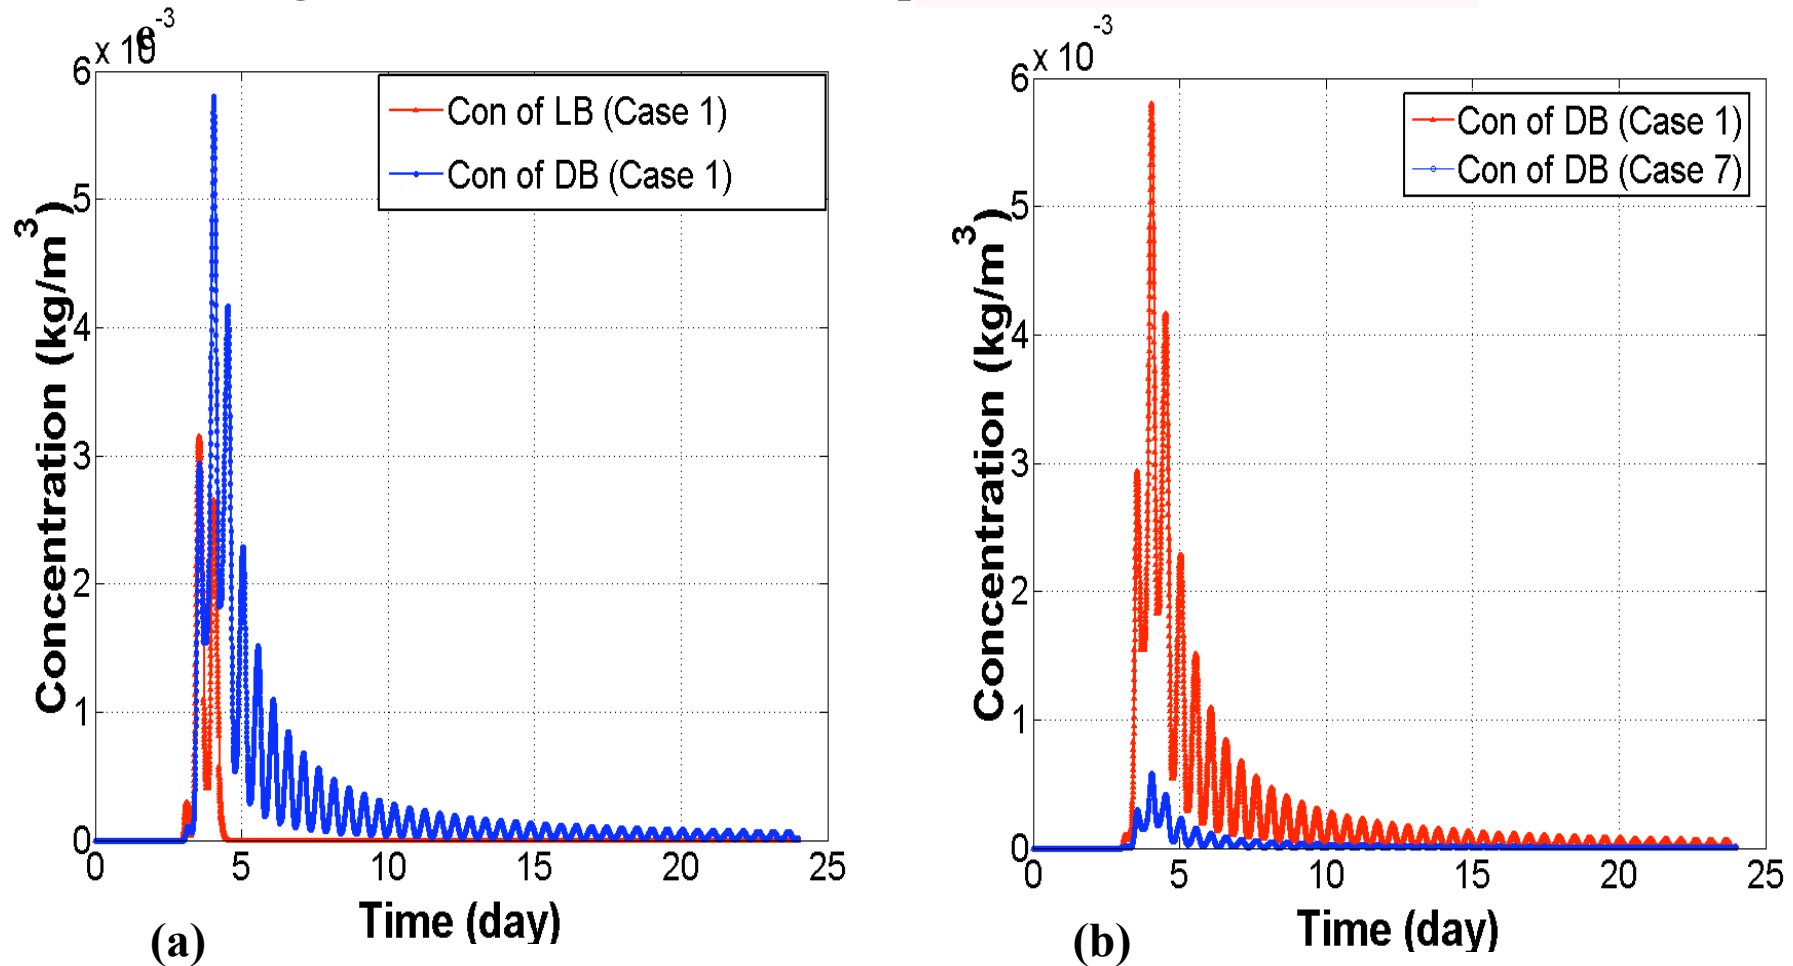 x 10-3
e
6
5
4
3
2
1
0
0 5 10 15 20 25
Concentration (kg/m3)
Time (day)
Con of LB (Case 1)
Con of DB (Case 1)
(a)
x 10-3
6
5
4
3
2
1
0
0 5 10 15 20 25
Concentration (kg/m3)
Time (day)
Con of DB (Case 1)
Con of DB (Case 7)
(b)